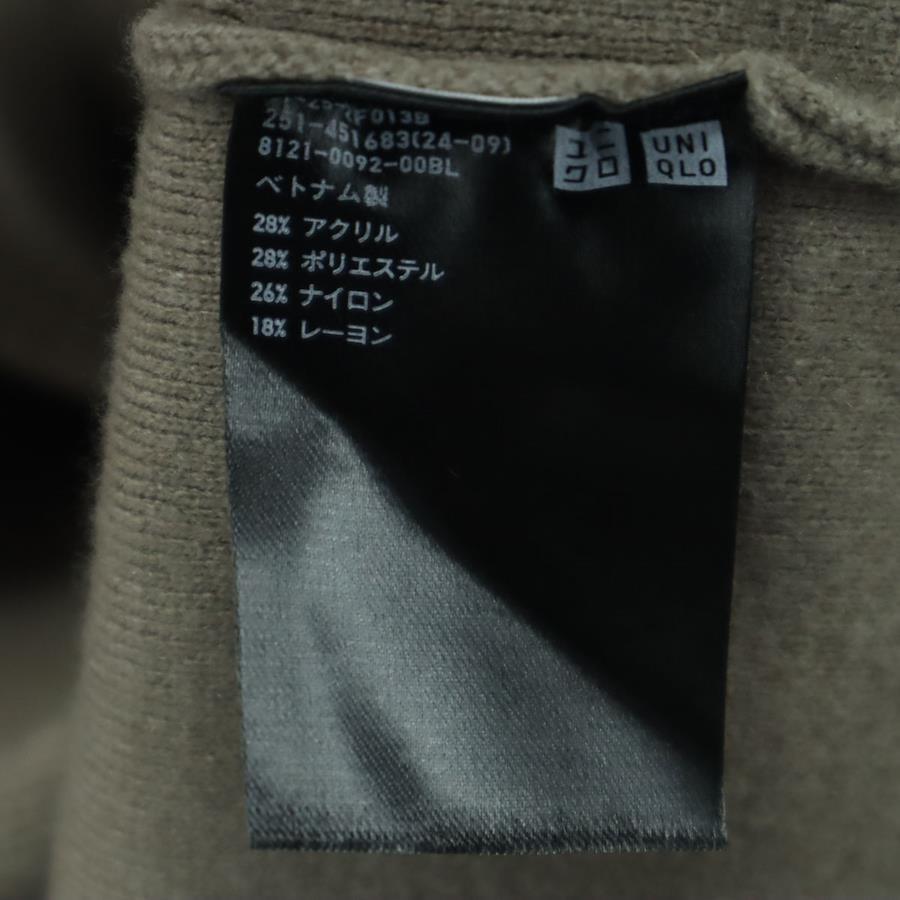 251-451683(24-09)
8121-0092-00BL
ベトナム製
28% アクリル
28% ポリエステル
26% ナイロン
18% レーヨン
ユニ
クロ
UNI
QLO